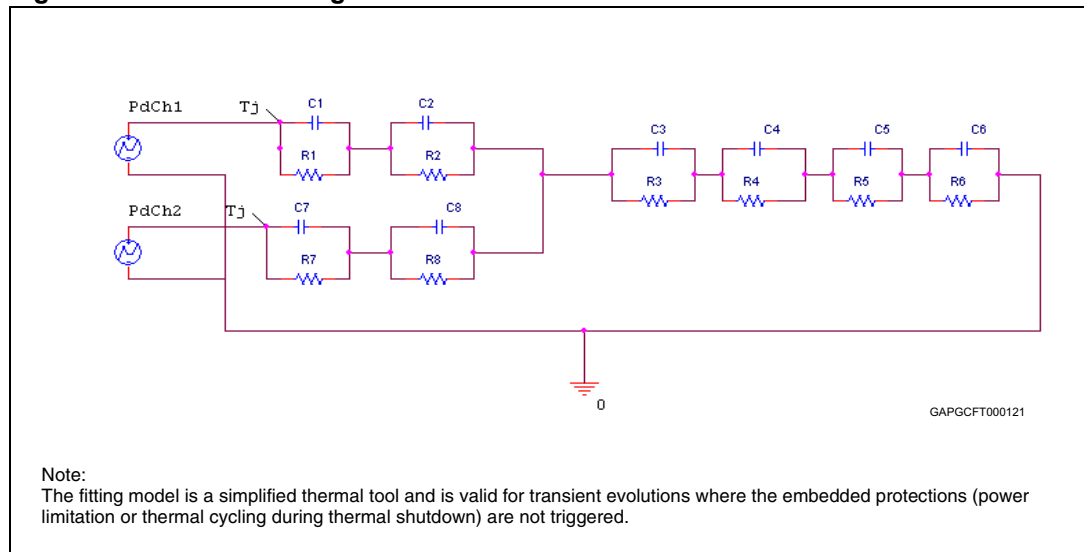 PdCh1
Tj
C1
C2
R1
R2
C3
C4
C5
C6
R3
R4
R5
R6
PdCh2
Tj
C7
C8
R7
R8
0
GAPGCFT000121
Note:
The fitting model is a simplified thermal tool and is valid for transient evolutions where the embedded protections (power
limitation or thermal cycling during thermal shutdown) are not triggered.